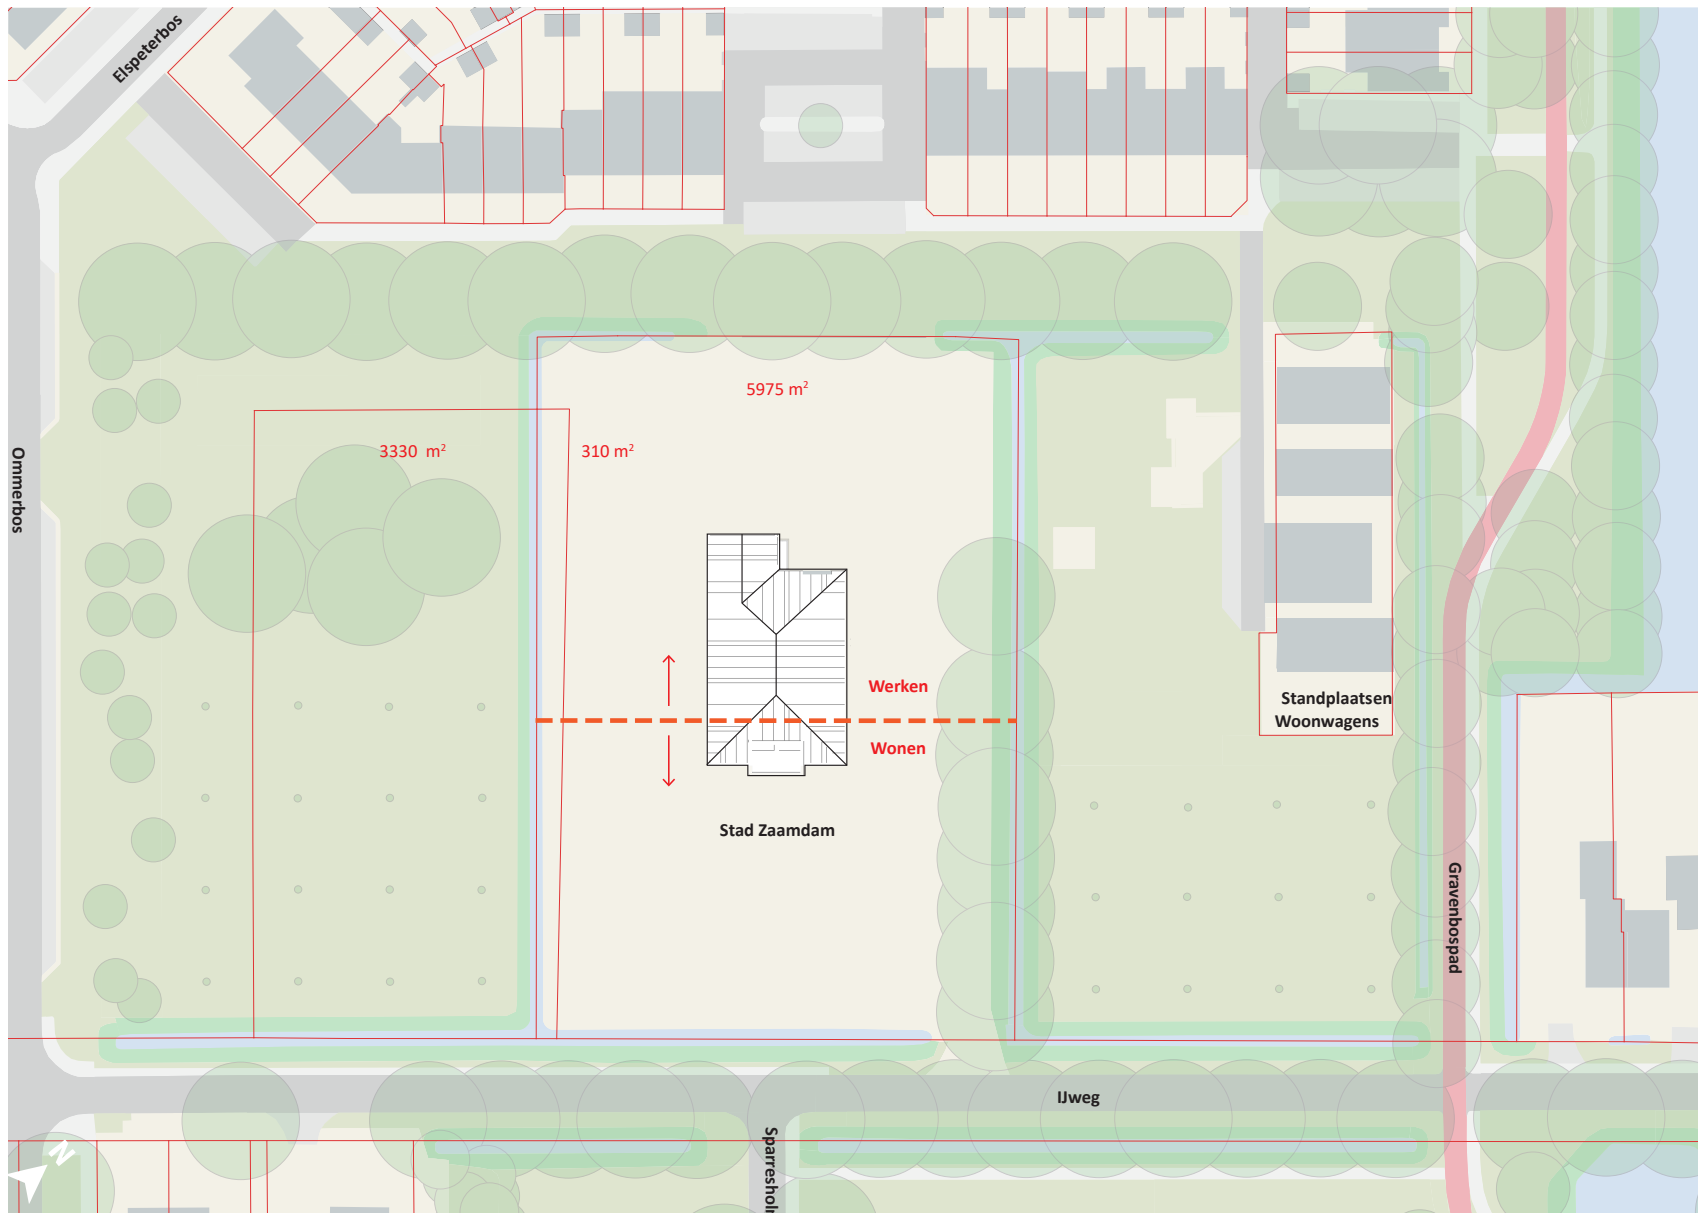 Elspeterbos
5975 m²
3330 m²
310 m²
Ommerbos
Werken
Wonen
Standplaatsen
Woonwagens
Stad Zaamdam
Gravenbospad
IJweg
N